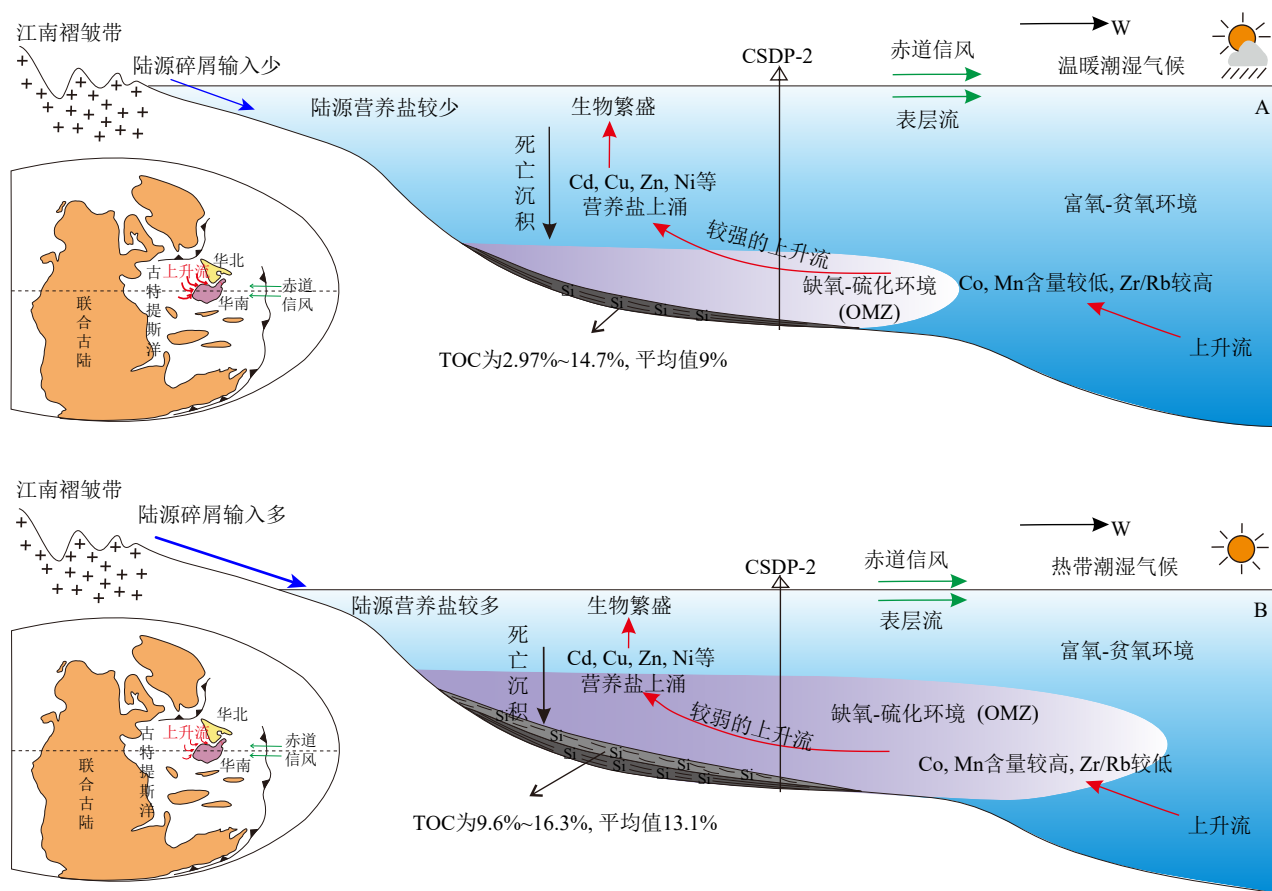 江南褶皱带
陆源碎屑输入少
CSDP-2
赤道信风
W
温暖潮湿气候
A
陆源营养盐较少
生物繁盛
表层流
死亡沉积
Cd, Cu, Zn, Ni等
营养盐上涌
富氧-贫氧环境
较强的上升流
缺氧-硫化环境
(OMZ)
Co, Mn含量较低, Zr/Rb较高
上升流
Si
Si
Si
Si
TOC为2.97%~14.7%, 平均值9%
联合古陆
古特提斯洋
上升流
华北
华南
赤道
信风
江南褶皱带
陆源碎屑输入多
CSDP-2
赤道信风
W
热带潮湿气候
B
陆源营养盐较多
生物繁盛
表层流
死亡沉积
Cd, Cu, Zn, Ni等
营养盐上涌
富氧-贫氧环境
较弱的上升流
缺氧-硫化环境 (OMZ)
Co, Mn含量较高, Zr/Rb较低
上升流
Si
Si
Si
Si
Si
Si
Si
Si
Si
TOC为9.6%~16.3%, 平均值13.1%
联合古陆
古特提斯洋
上升流
华北
华南
赤道
信风